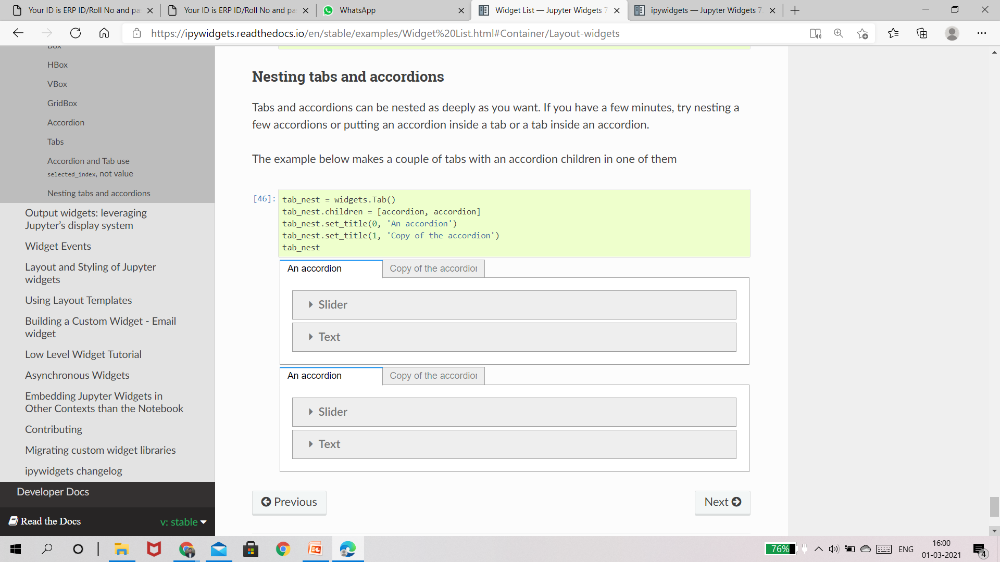 Your ID is ERP ID/Roll No and pa
Your ID is ERP ID/Roll No and pa
WhatsApp
Widget List — Jupyter Widgets 7
ipywidgets — Jupyter Widgets 7.
https://ipywidgets.readthedocs.io/en/stable/examples/Widget%20List.html#Container/Layout-widgets
Box
HBox
VBox
GridBox
Accordion
Tabs
Accordion and Tab use
selected_index, not value
Nesting tabs and accordions
Output widgets: leveraging
Jupyter’s display system
Widget Events
Layout and Styling of Jupyter
widgets
Using Layout Templates
Building a Custom Widget - Email
widget
Low Level Widget Tutorial
Asynchronous Widgets
Embedding Jupyter Widgets in
Other Contexts than the Notebook
Contributing
Migrating custom widget libraries
ipywidgets changelog
Developer Docs
Read the Docs
v: stable
Nesting tabs and accordions
Tabs and accordions can be nested as deeply as you want. If you have a few minutes, try nesting a
few accordions or putting an accordion inside a tab or a tab inside an accordion.
The example below makes a couple of tabs with an accordion children in one of them
[46]:
tab_nest = widgets.Tab()
tab_nest.children = [accordion, accordion]
tab_nest.set_title(0, 'An accordion')
tab_nest.set_title(1, 'Copy of the accordion')
tab_nest
An accordion
Copy of the accordion
Slider
Text
An accordion
Copy of the accordion
Slider
Text
Previous
Next
76%
ENG
16:00
01-03-2021
4